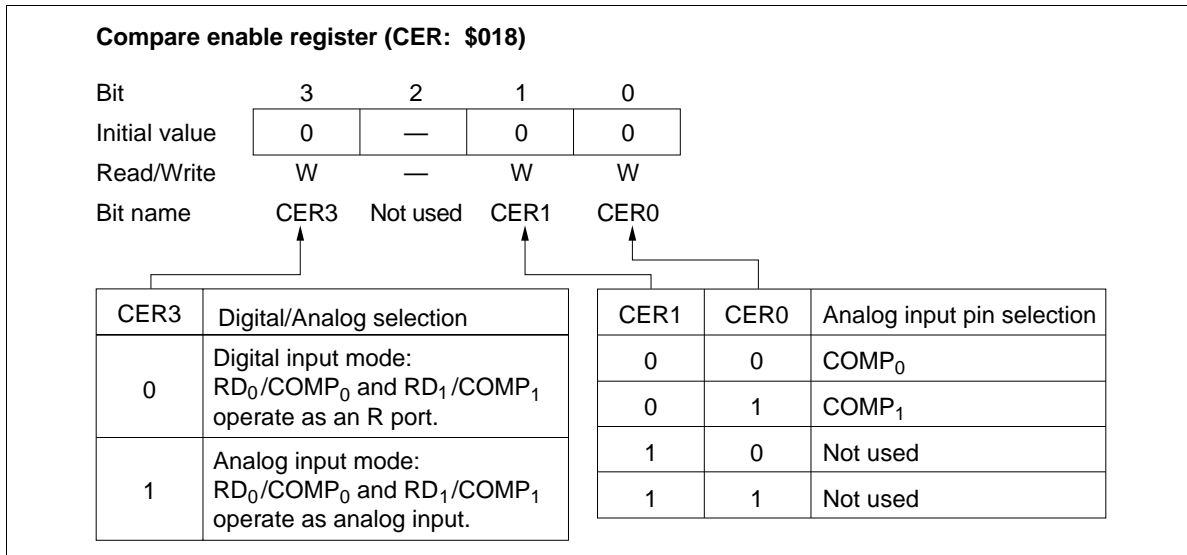 Compare enable register (CER: $018)
Bit 3 2 1 0
Initial value 0 — 0 0
Read/Write W — W W
Bit name CER3 Not used CER1 CER0
CER3 Digital/Analog selection
0 Digital input mode:
RD0/COMP0 and RD1/COMP1
operate as an R port.
1 Analog input mode:
RD0/COMP0 and RD1/COMP1
operate as analog input.
CER1 CER0 Analog input pin selection
0 0 COMP0
0 1 COMP1
1 0 Not used
1 1 Not used